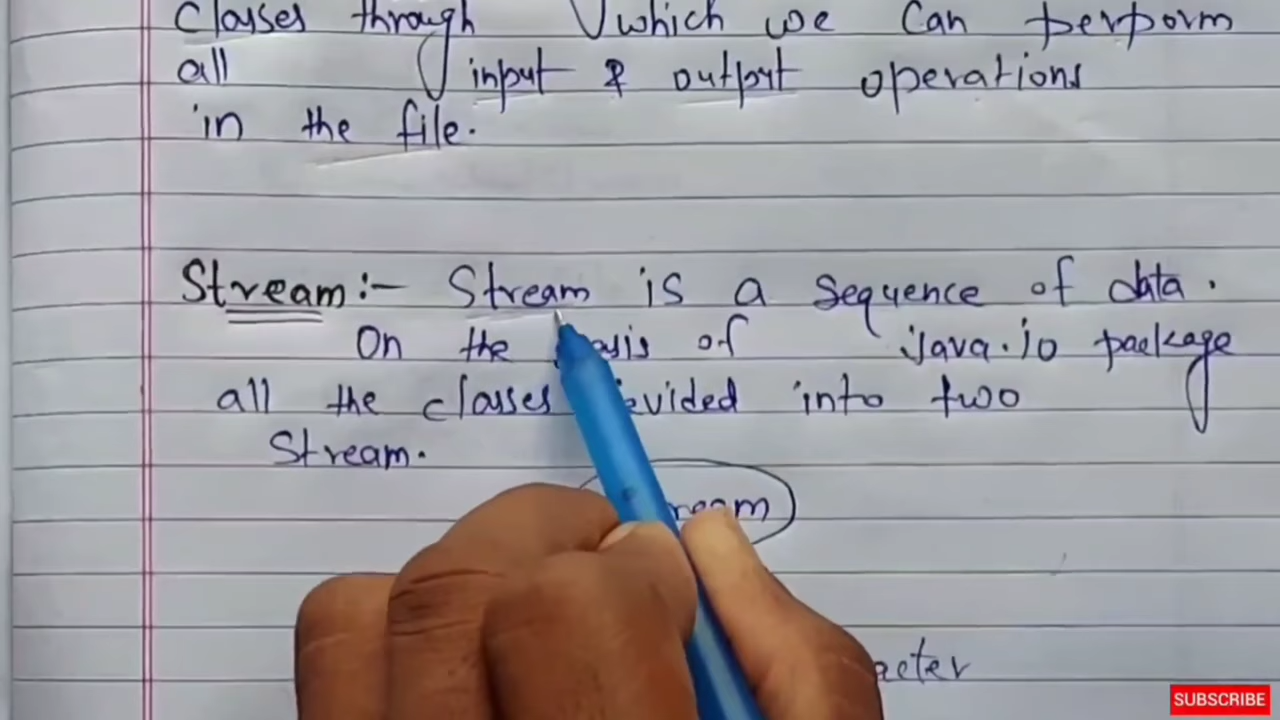 Classes through which we can perform
all input & output operations
in the file.
Stream:- Stream is a sequence of data.
On the of java.io package
all the classes into two
Stream.
SUBSCRIBE